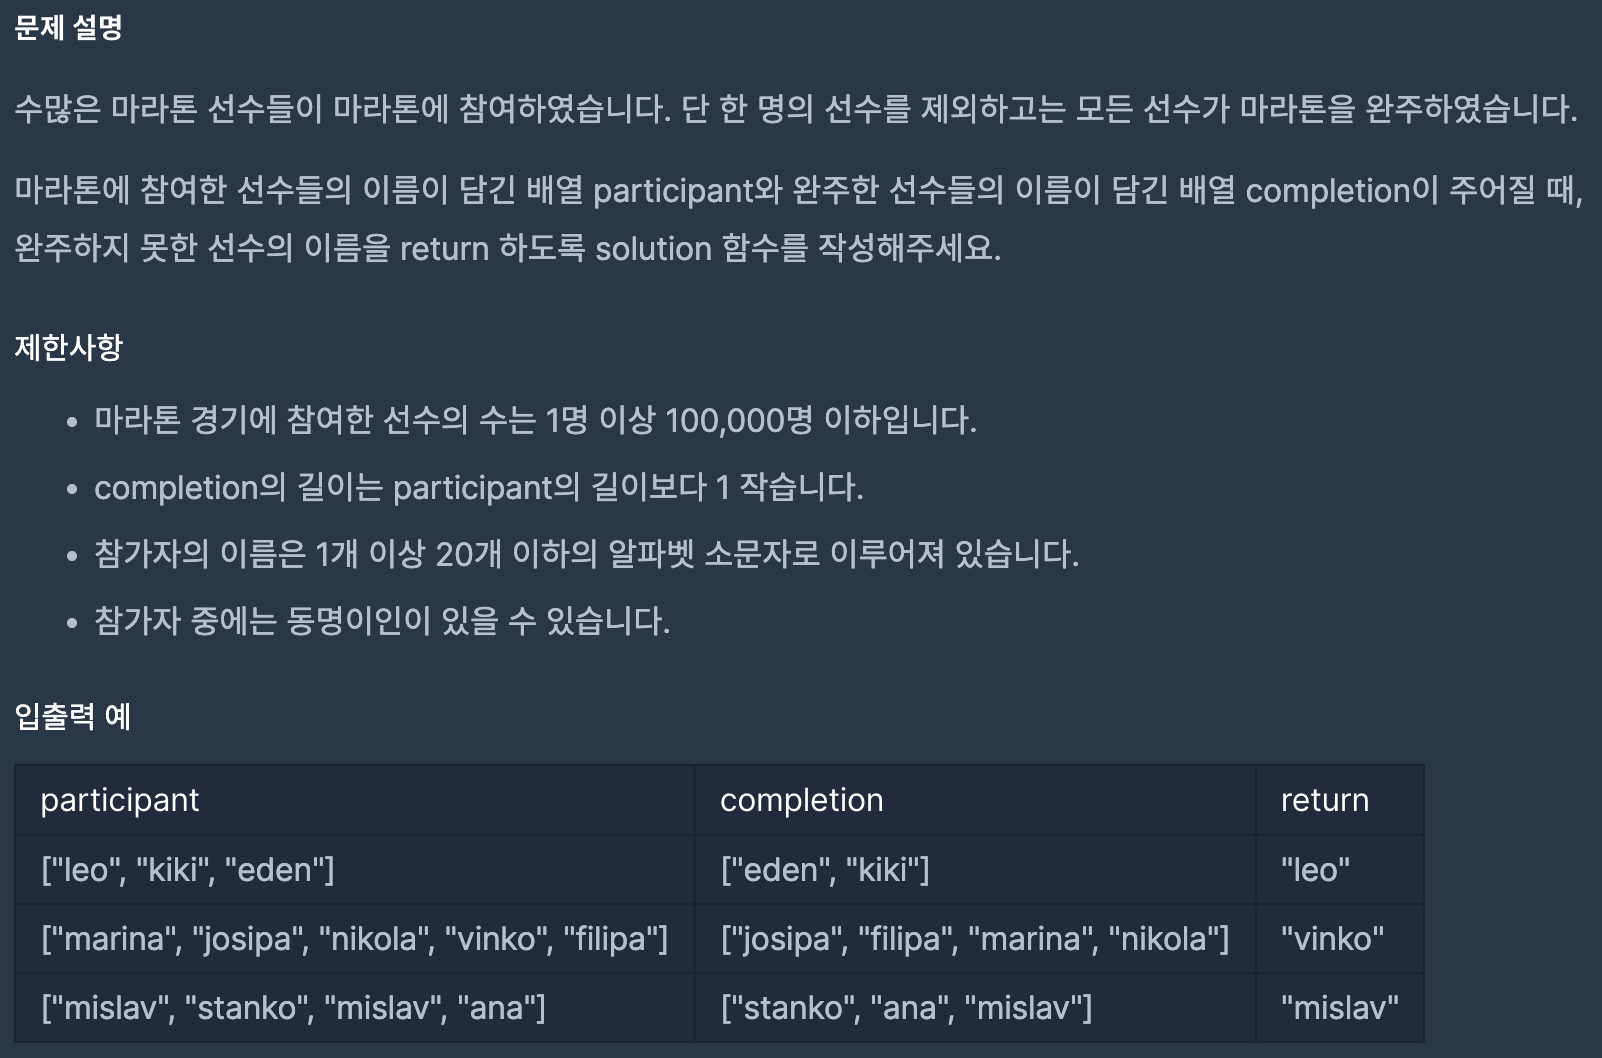 문제 설명
수많은 마라톤 선수들이 마라톤에 참여하였습니다. 단 한 명의 선수를 제외하고는 모든 선수가 마라톤을 완주하였습니다.
마라톤에 참여한 선수들의 이름이 담긴 배열 participant와 완주한 선수들의 이름이 담긴 배열 completion이 주어질 때,
완주하지 못한 선수의 이름을 return 하도록 solution 함수를 작성해주세요.
제한사항
• 마라톤 경기에 참여한 선수의 수는 1명 이상 100,000명 이하입니다.
• completion의 길이는 participant의 길이보다 1 작습니다.
• 참가자의 이름은 1개 이상 20개 이하의 알파벳 소문자로 이루어져 있습니다.
• 참가자 중에는 동명이인이 있을 수 있습니다.
입출력 예
participant completion return
["leo", "kiki", "eden"] ["eden", "kiki"] "leo"
["marina", "josipa", "nikola", "vinko", "filipa"] ["josipa", "filipa", "marina", "nikola"] "vinko"
["mislav", "stanko", "mislav", "ana"] ["stanko", "ana", "mislav"] "mislav"